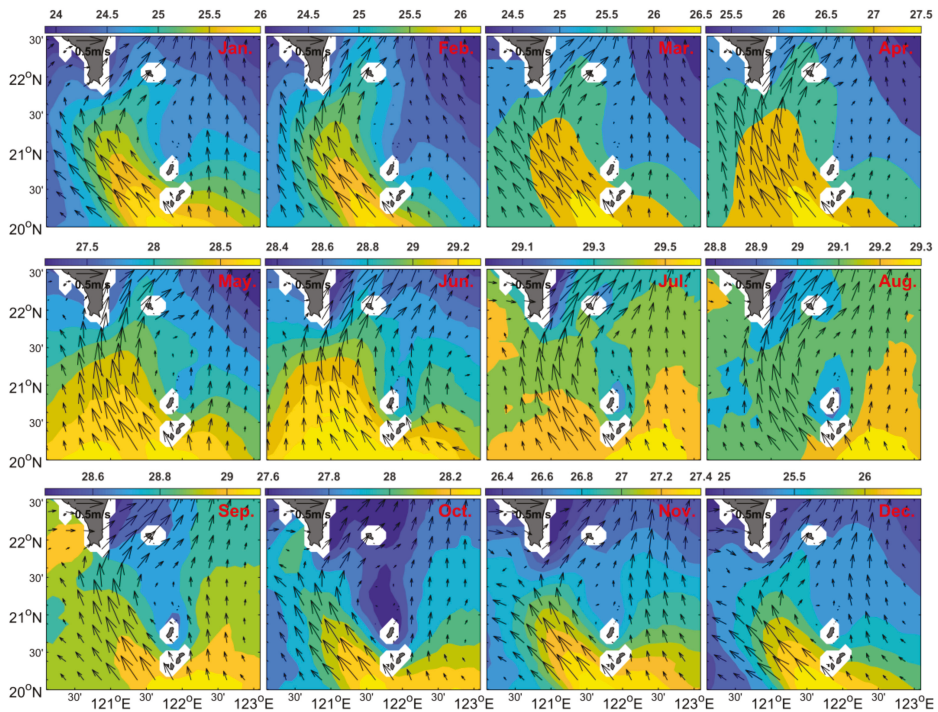 24 24.5 25 25.5 26 24.5 25 25.5 26 24.5 25 25.5 26 26.5 25.5 26 26.5 27 27.5
30' 0.5m/s Jan. 0.5m/s Feb. 0.5m/s Mar. 0.5m/s Apr.
22°N
30'
21°N
30'
20°N
27.5 28 28.5 28.4 28.6 28.8 29 29.2 29.1 29.3 29.5 28.8 28.9 29 29.1 29.2 29.3
30' 0.5m/s May. 0.5m/s Jun. 0.5m/s Jul. 0.5m/s Aug.
22°N
30'
21°N
30'
20°N
28.6 28.8 29 27.6 27.8 28 28.2 26.4 26.6 26.8 27 27.2 27.4 25 25.5 26
30' 0.5m/s Sep. 0.5m/s Oct. 0.5m/s Nov. 0.5m/s Dec.
22°N
30'
21°N
30'
20°N
30' 121°E 30' 122°E 30' 123°E 30' 121°E 30' 122°E 30' 123°E 30' 121°E 30' 122°E 30' 123°E 30' 121°E 30' 122°E 30' 123°E